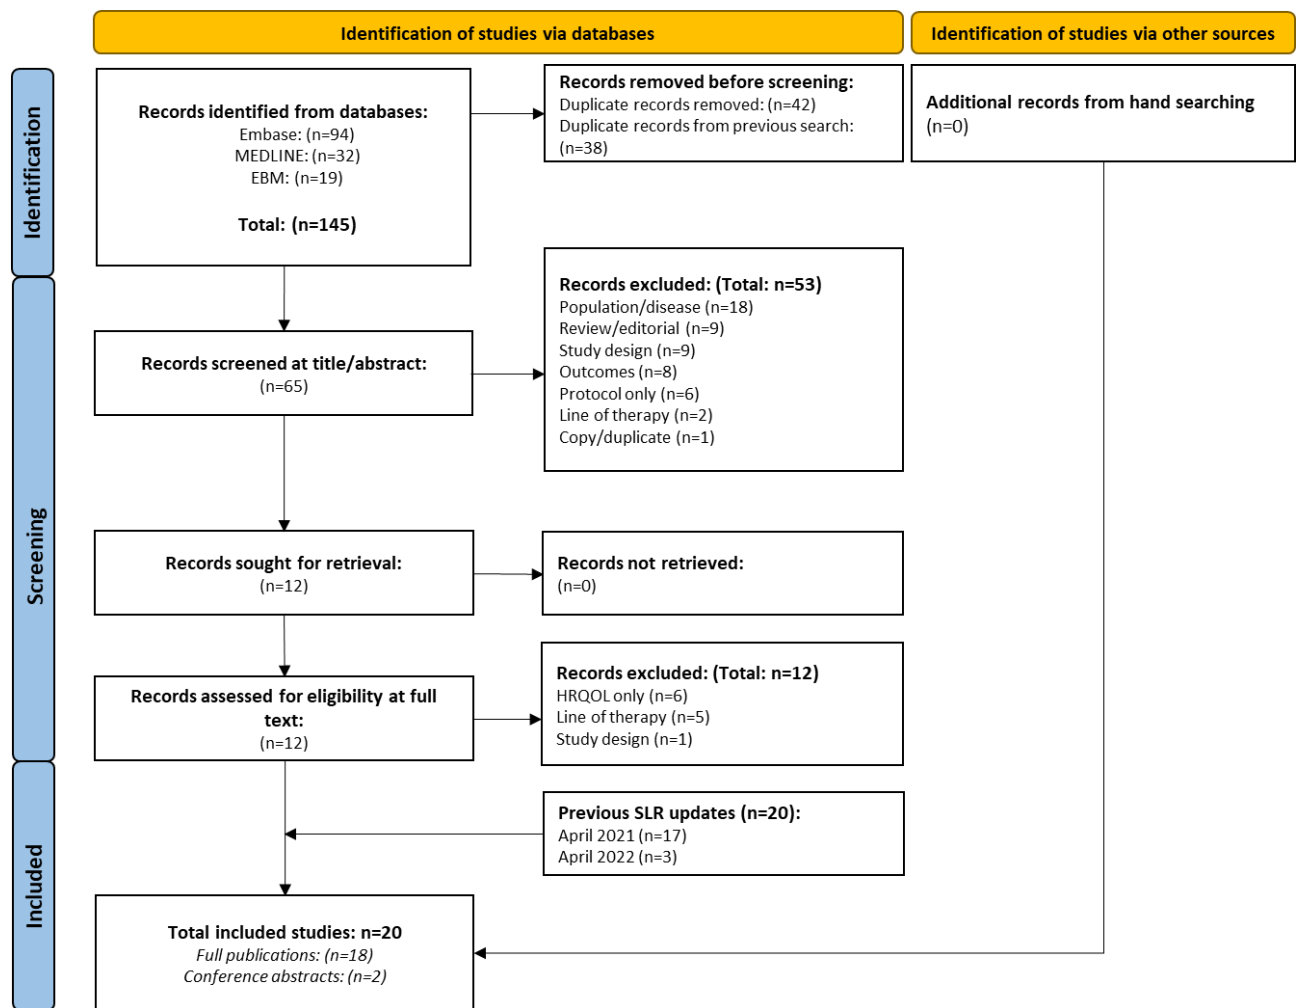 Identification of studies via databases
Identification of studies via other sources
Identification
Records identified from databases:
Embase: (n=94)
MEDLINE: (n=32)
EBM: (n=19)
Total: (n=145)
Records removed before screening:
Duplicate records removed: (n=42)
Duplicate records from previous search:
(n=38)
Additional records from hand searching
(n=0)
Screening
Records screened at title/abstract:
(n=65)
Records excluded: (Total: n=53)
Population/disease (n=18)
Review/editorial (n=9)
Study design (n=9)
Outcomes (n=8)
Protocol only (n=6)
Line of therapy (n=2)
Copy/duplicate (n=1)
Records sought for retrieval:
(n=12)
Records not retrieved:
(n=0)
Records assessed for eligibility at full
text:
(n=12)
Records excluded: (Total: n=12)
HRQOL only (n=6)
Line of therapy (n=5)
Study design (n=1)
Included
Previous SLR updates (n=20):
April 2021 (n=17)
April 2022 (n=3)
Total included studies: n=20
Full publications: (n=18)
Conference abstracts: (n=2)